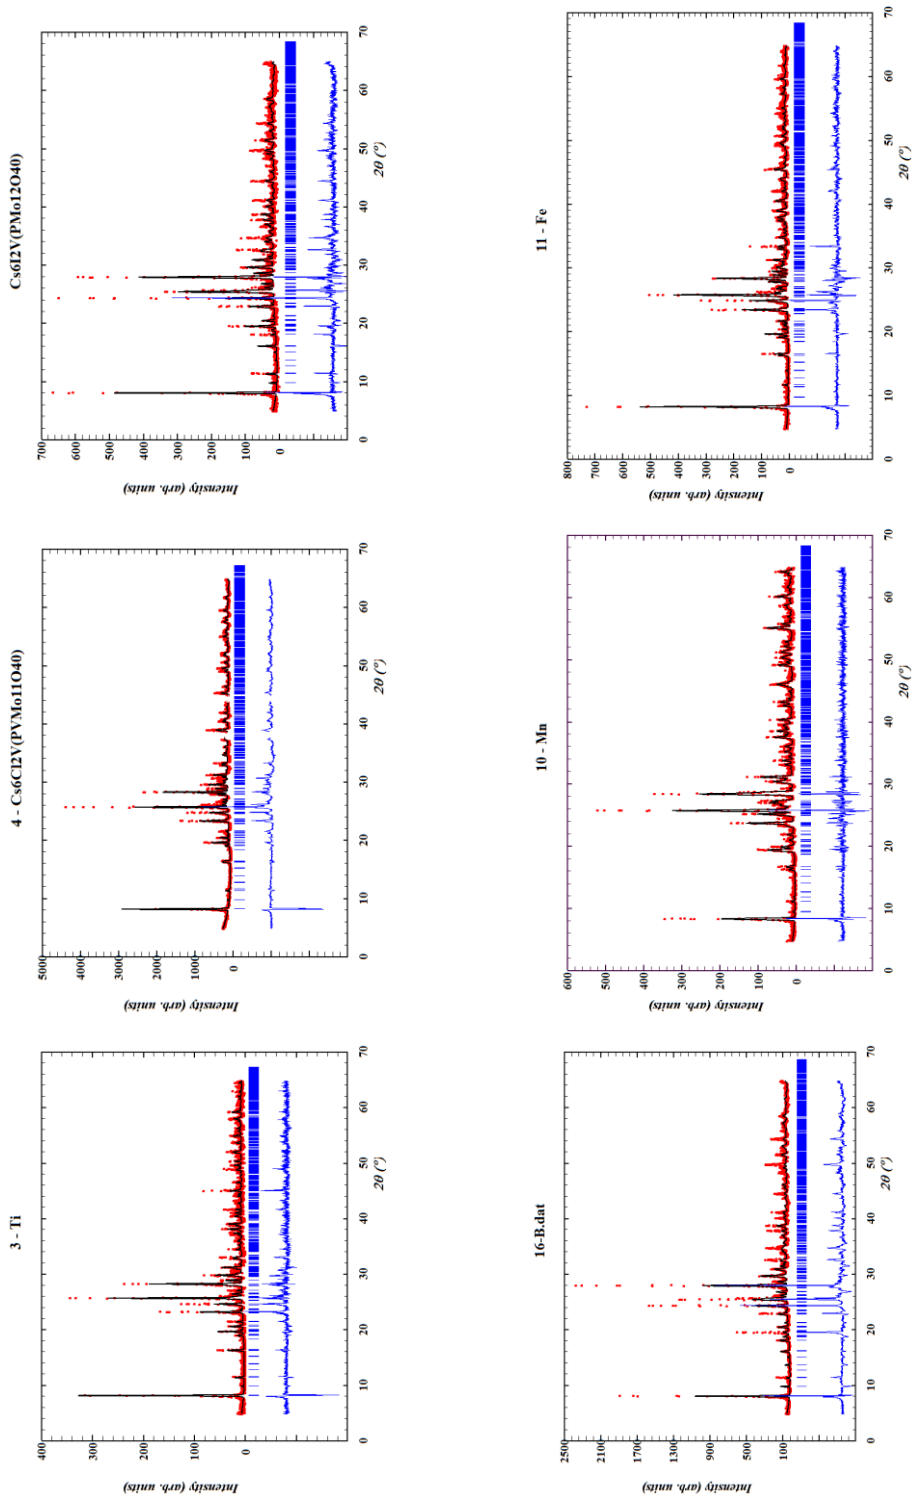 3 - Ti
Intensity (arb. units)
4000
3000
2000
1000
0
0 10 20 30 40 50 60 70
2θ (°)
4 - Cs6Cl2V(PVMo11O40)
Intensity (arb. units)
5000
4000
3000
2000
1000
0
0 10 20 30 40 50 60 70
2θ (°)
Cs6I2V(PMo12O40)
Intensity (arb. units)
700
600
500
400
300
200
100
0
0 10 20 30 40 50 60 70
2θ (°)
16-B.dat
Intensity (arb. units)
2500
2100
1700
1300
900
500
100
0 10 20 30 40 50 60 70
2θ (°)
10 - Mn
Intensity (arb. units)
600
500
400
300
200
100
0
0 10 20 30 40 50 60 70
2θ (°)
11 - Fe
Intensity (arb. units)
800
700
600
500
400
300
200
100
0
0 10 20 30 40 50 60 70
2θ (°)